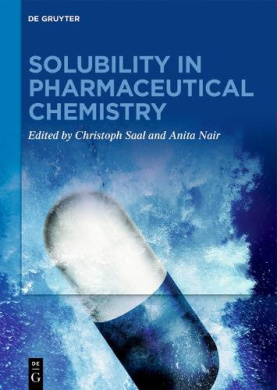 DE GRUYTER
SOLUBILITY IN
PHARMACEUTICAL
CHEMISTRY
Edited by Christoph Saal and Anita Nair
DE
G